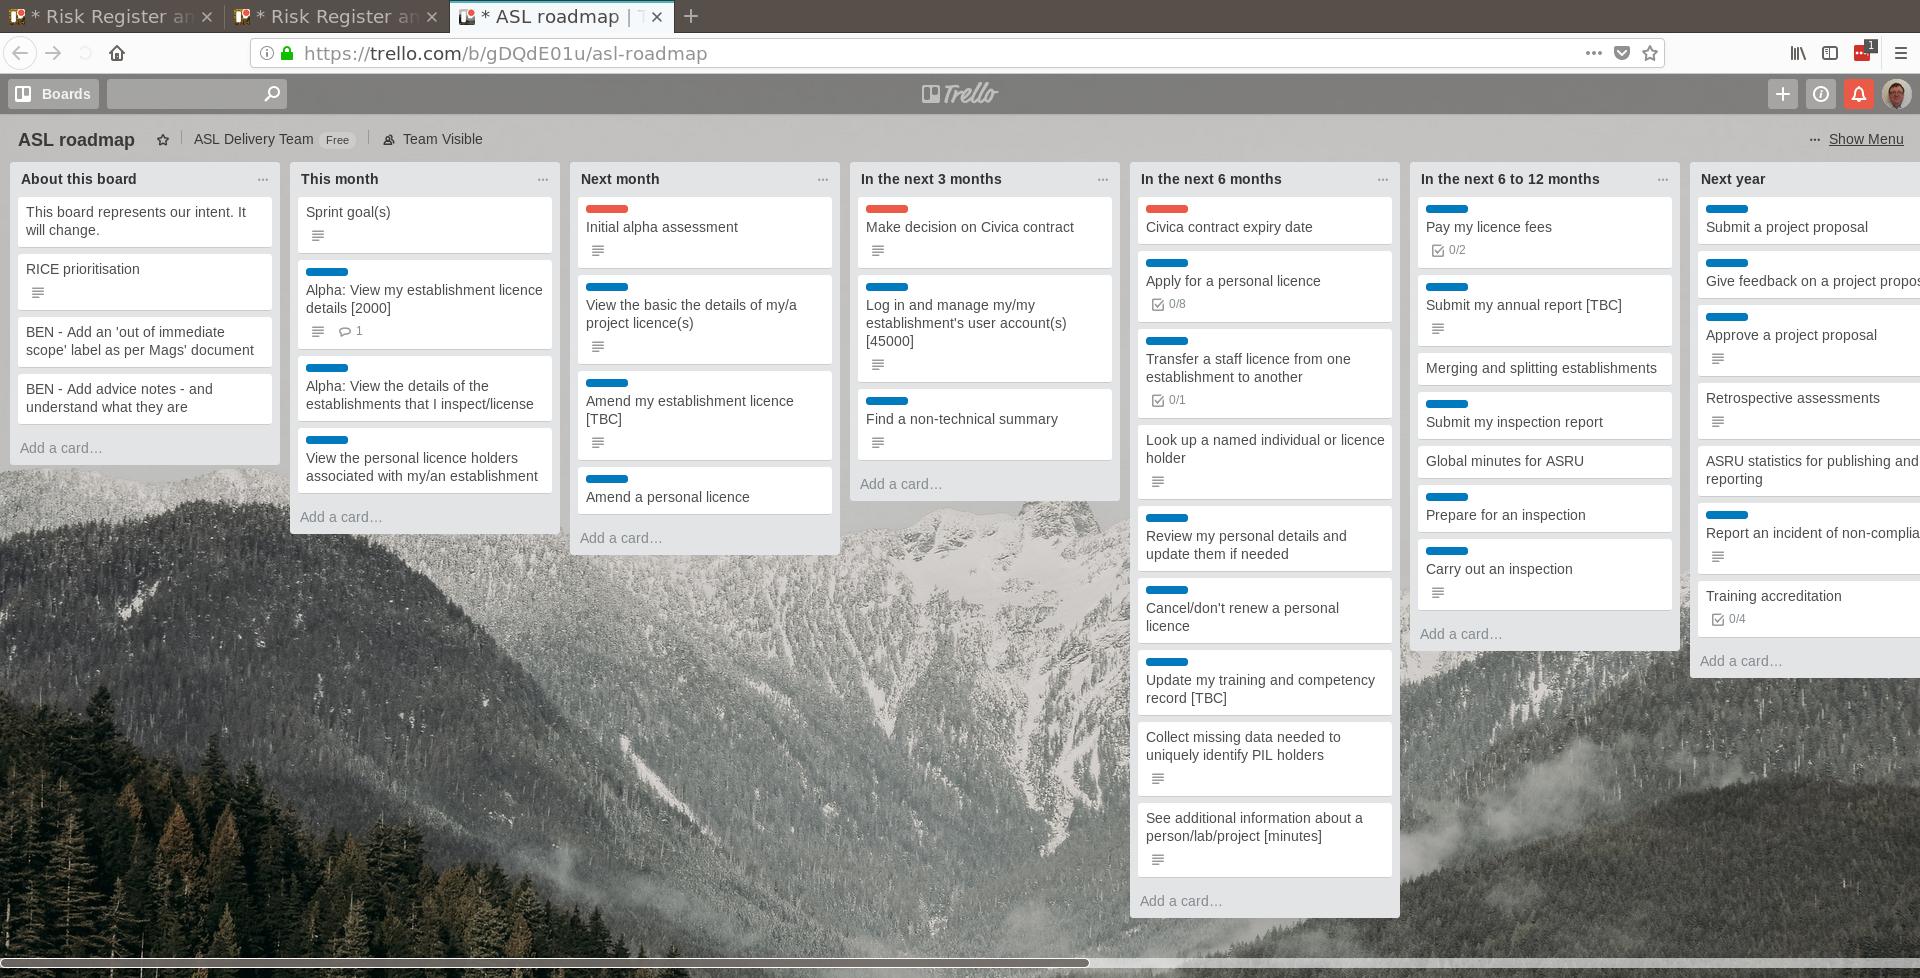 * Risk Register an
* Risk Register an
* ASL roadmap | T
https://trello.com/b/gDQdE01u/asl-roadmap
1
Boards
Trello
ASL roadmap
ASL Delivery Team
Free
Team Visible
Show Menu
About this board
This board represents our intent. It
will change.
RICE prioritisation
BEN - Add an 'out of immediate
scope' label as per Mags' document
BEN - Add advice notes - and
understand what they are
Add a card…
This month
Sprint goal(s)
Alpha: View my establishment licence
details [2000]
1
Alpha: View the details of the
establishments that I inspect/license
View the personal licence holders
associated with my/an establishment
Add a card…
Next month
Initial alpha assessment
View the basic the details of my/a
project licence(s)
Amend my establishment licence
[TBC]
Amend a personal licence
Add a card…
In the next 3 months
Make decision on Civica contract
Log in and manage my/my
establishment's user account(s)
[45000]
Find a non-technical summary
Add a card…
In the next 6 months
Civica contract expiry date
Apply for a personal licence
0/8
Transfer a staff licence from one
establishment to another
0/1
Look up a named individual or licence
holder
Review my personal details and
update them if needed
Cancel/don't renew a personal
licence
Update my training and competency
record [TBC]
Collect missing data needed to
uniquely identify PIL holders
See additional information about a
person/lab/project [minutes]
Add a card…
In the next 6 to 12 months
Pay my licence fees
0/2
Submit my annual report [TBC]
Merging and splitting establishments
Submit my inspection report
Global minutes for ASRU
Prepare for an inspection
Carry out an inspection
Add a card…
Next year
Submit a project proposal
Give feedback on a project propos
Approve a project proposal
Retrospective assessments
ASRU statistics for publishing and
reporting
Report an incident of non-complia
Training accreditation
0/4
Add a card…